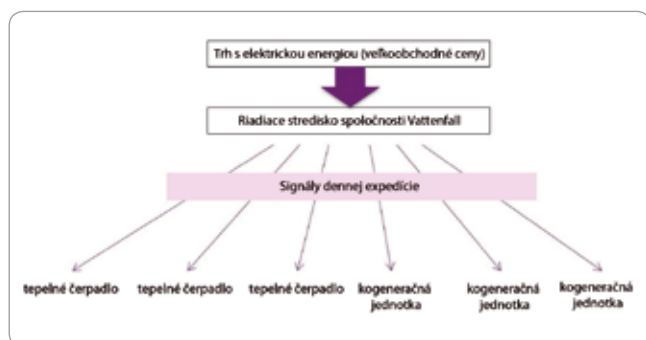 Trh s elektrickou energiou (veľkoobchodné ceny)
Riadiace stredisko spoločnosti Vattenfall
Signály dennej expedície
tepelné čerpadlo
tepelné čerpadlo
tepelné čerpadlo
kogeneračná
jednotka
kogeneračná
jednotka
kogeneračná
jednotka